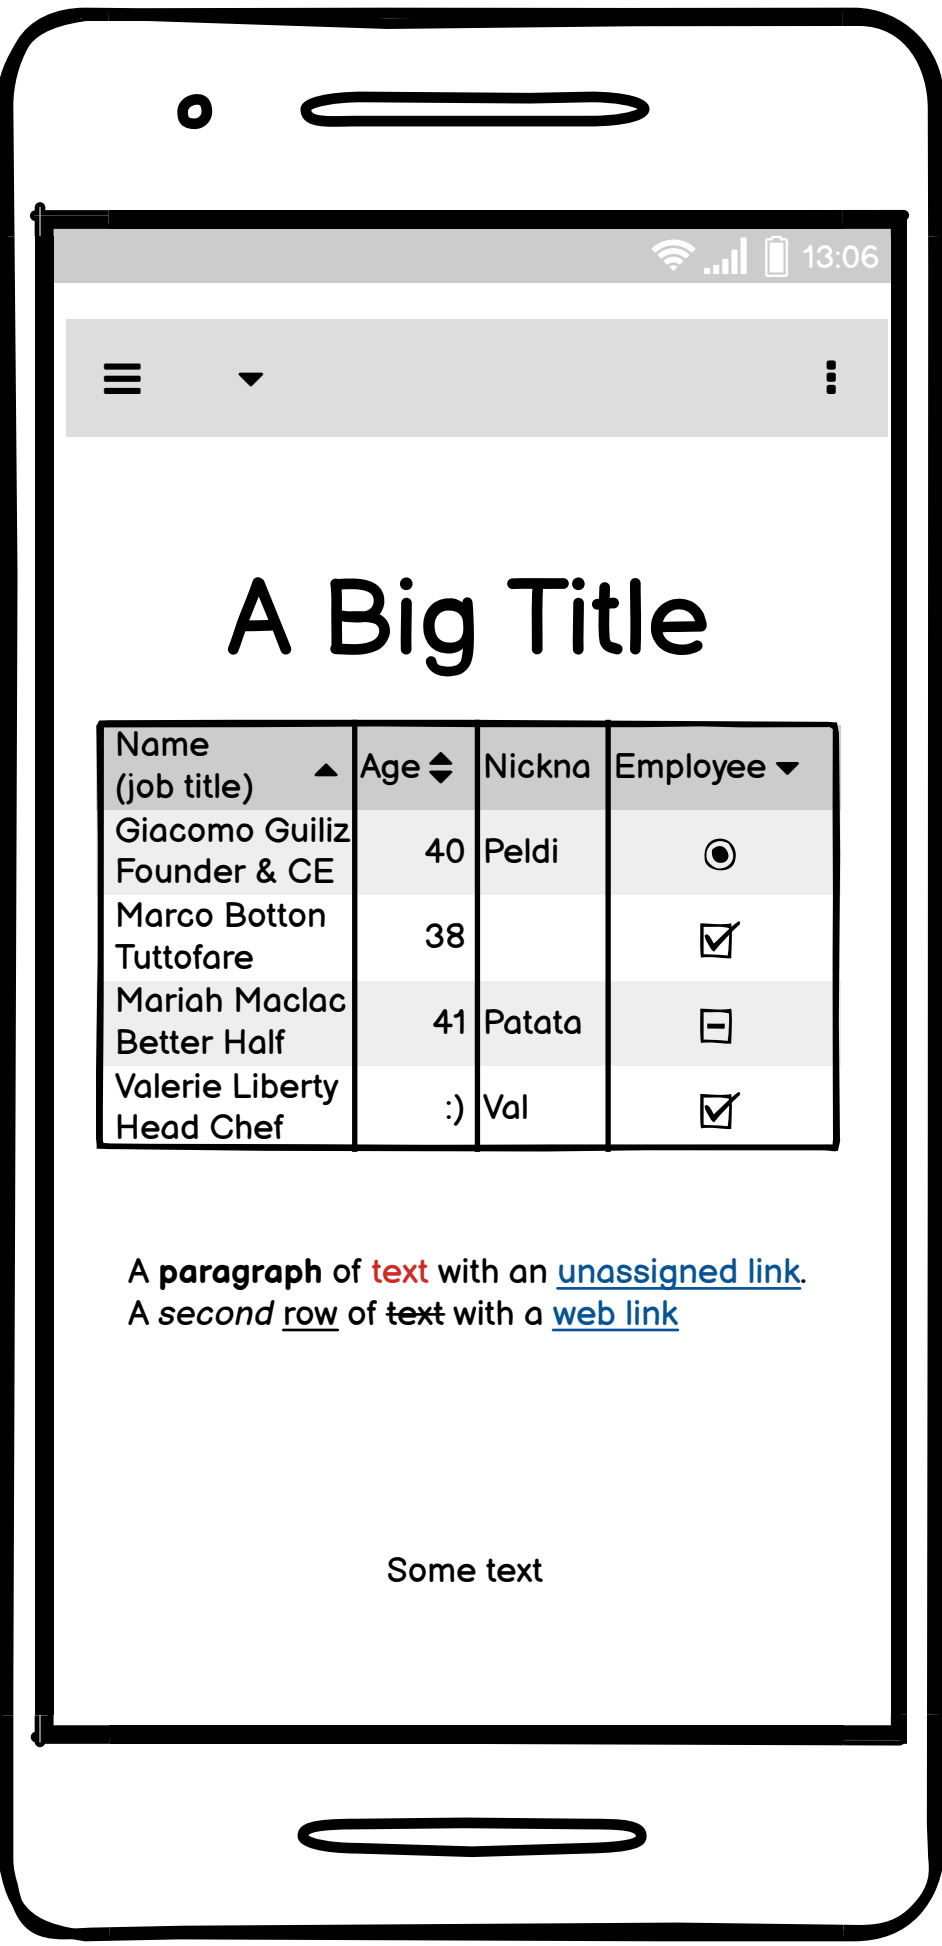 13:06
A Big Title
Name
(job title)
Age
Nickna
Employee
Giacomo Guiliz
Founder & CE
40
Peldi
Marco Botton
Tuttofare
38
Mariah Maclac
Better Half
41
Patata
Valerie Liberty
Head Chef
:)
Val
A paragraph of text with an unassigned link.
A second row of text with a web link
Some text